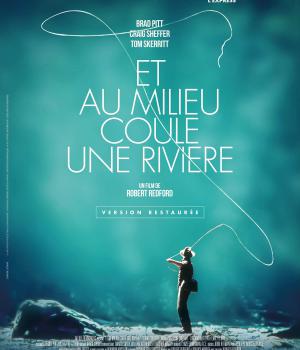 L'EXPRESS
BRAD PITT
CRAIG SHEFFER
TOM SKERRITT
ET
AU MILIEU
COULE
UNE RIVIÈRE
UN FILM DE
ROBERT REDFORD
VERSION RESTAURÉE